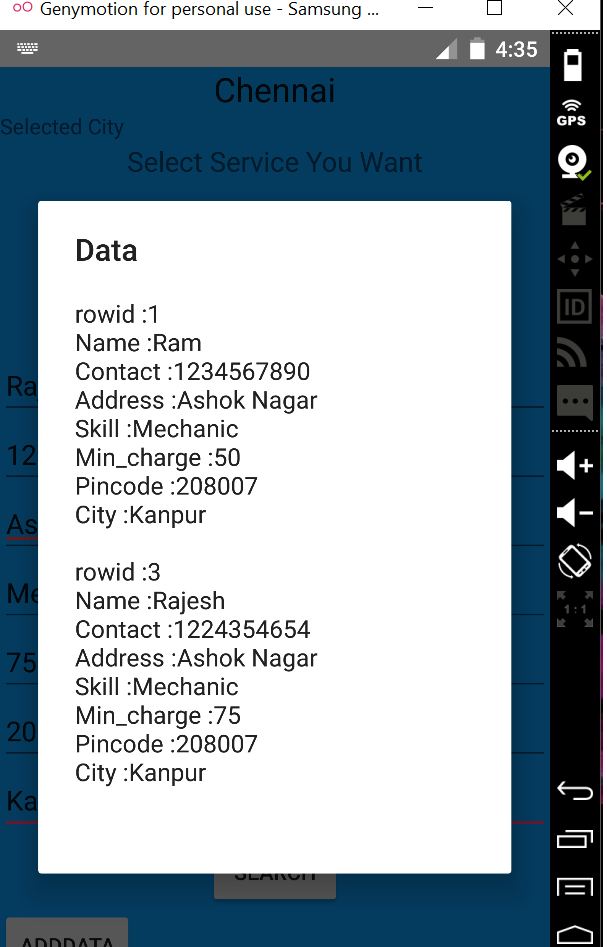 Genymotion for personal use - Samsung ...
4:35
Chennai
Selected City
Select Service You Want
GPS
Data
rowid :1
Name :Ram
Contact :1234567890
Address :Ashok Nagar
Skill :Mechanic
Min_charge :50
Pincode :208007
City :Kanpur
rowid :3
Name :Rajesh
Contact :1224354654
Address :Ashok Nagar
Skill :Mechanic
Min_charge :75
Pincode :208007
City :Kanpur
Ra
12
As
Me
75
20
Ka
SEARCH
ADDDATA
ID
1:1